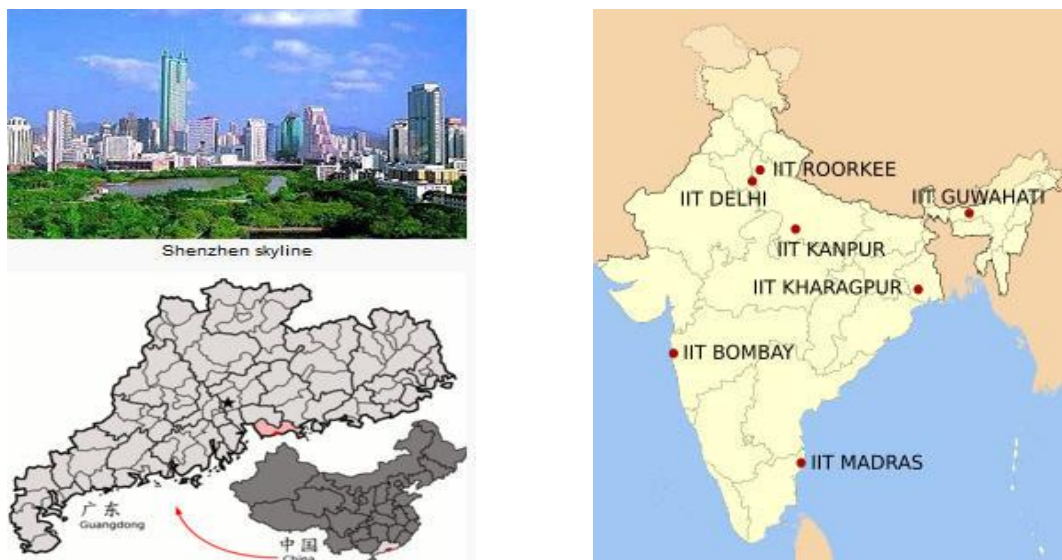 Shenzhen skyline
广东
Guangdong
中国
China
IIT ROORKEE
IIT DELHI
IIT GUWAHATI
IIT KANPUR
IIT KHARAGPUR
IIT BOMBAY
IIT MADRAS